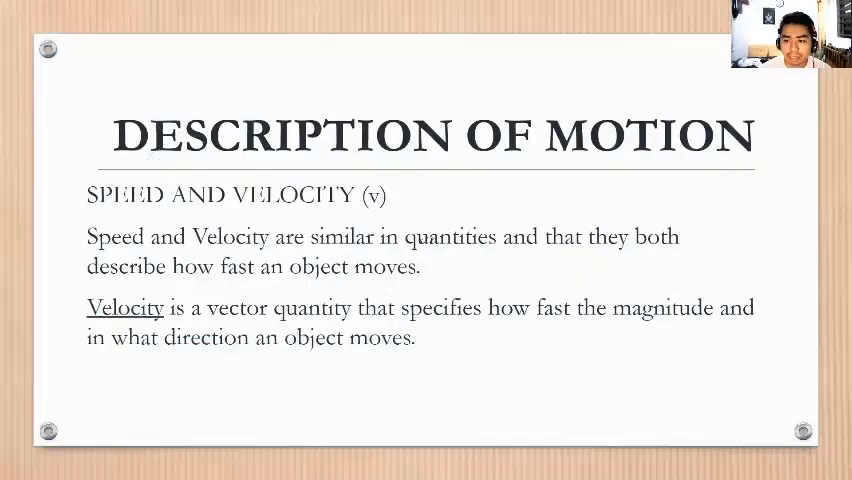 DESCRIPTION OF MOTION
SPEED AND VELOCITY (v)
Speed and Velocity are similar in quantities and that they both
describe how fast an object moves.
Velocity is a vector quantity that specifies how fast the magnitude and
in what direction an object moves.